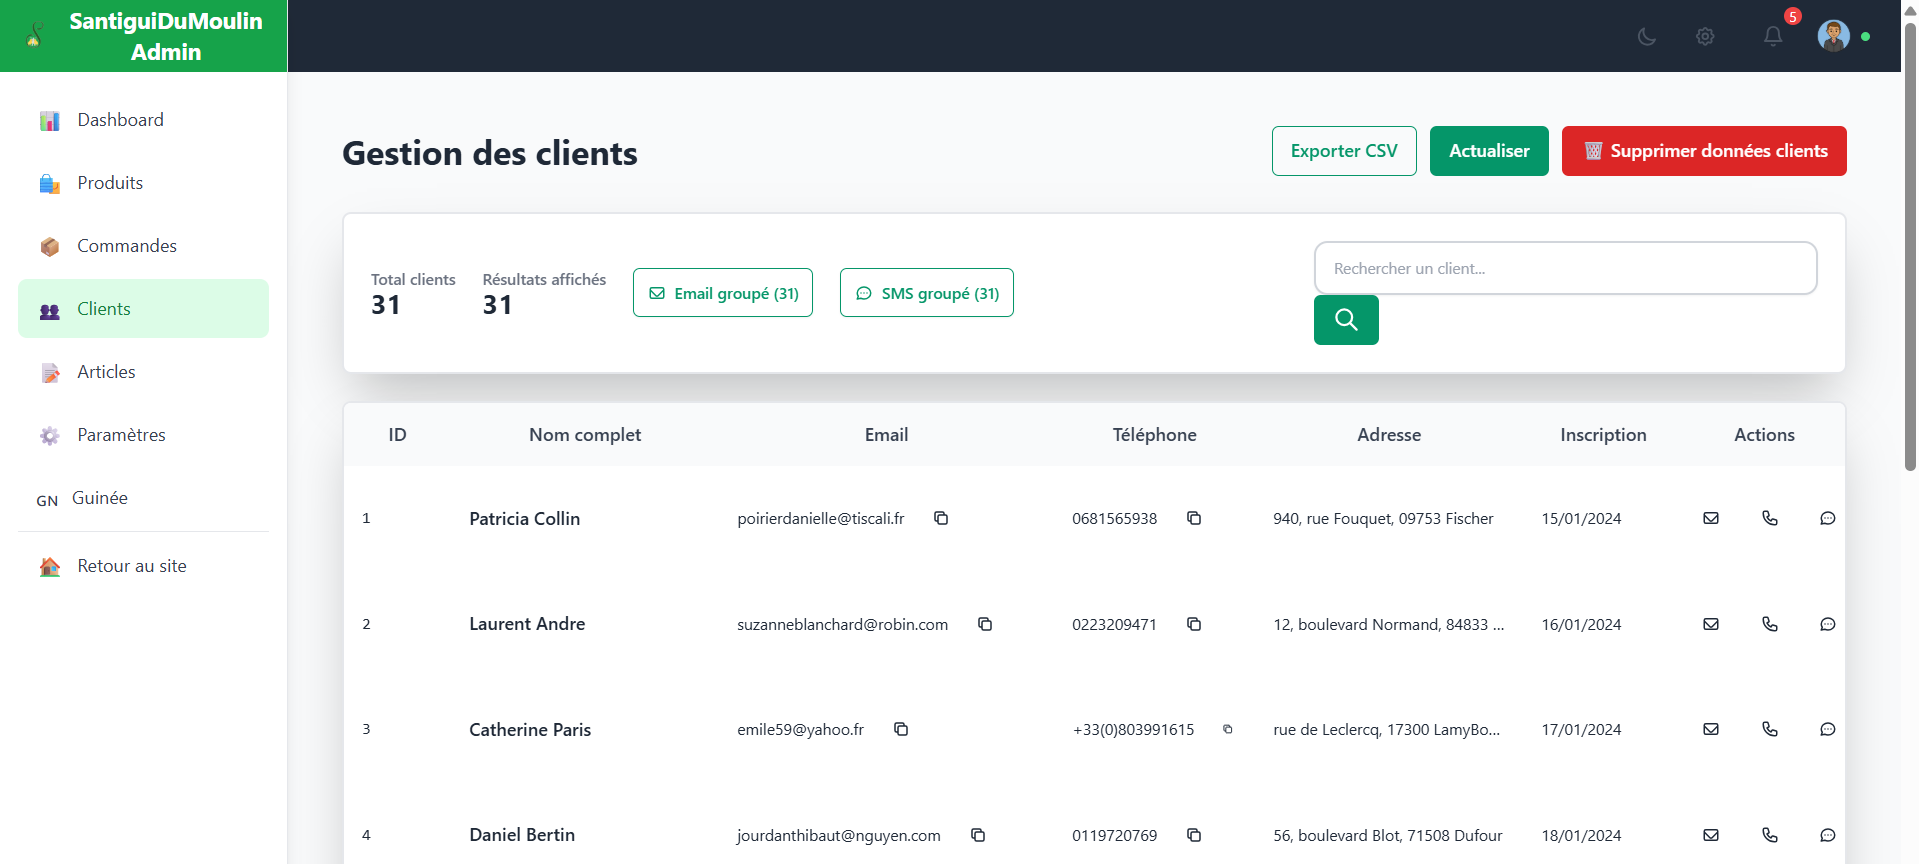 SantiguiDuMoulin
Admin
5
Dashboard
Produits
Commandes
Clients
Articles
Paramètres
GN Guinée
Retour au site
Gestion des clients
Exporter CSV
Actualiser
Supprimer données clients
Total clients
31
Résultats affichés
31
Email groupé (31)
SMS groupé (31)
Rechercher un client...
ID Nom complet Email Téléphone Adresse Inscription Actions
1 Patricia Collin poirierdanielle@tiscali.fr 0681565938 940, rue Fouquet, 09753 Fischer 15/01/2024
2 Laurent Andre suzanneblanchard@robin.com 0223209471 12, boulevard Normand, 84833 ... 16/01/2024
3 Catherine Paris emile59@yahoo.fr +33(0)803991615 rue de Leclercq, 17300 LamyBo... 17/01/2024
4 Daniel Bertin jourdanthibaut@nguyen.com 0119720769 56, boulevard Blot, 71508 Dufour 18/01/2024